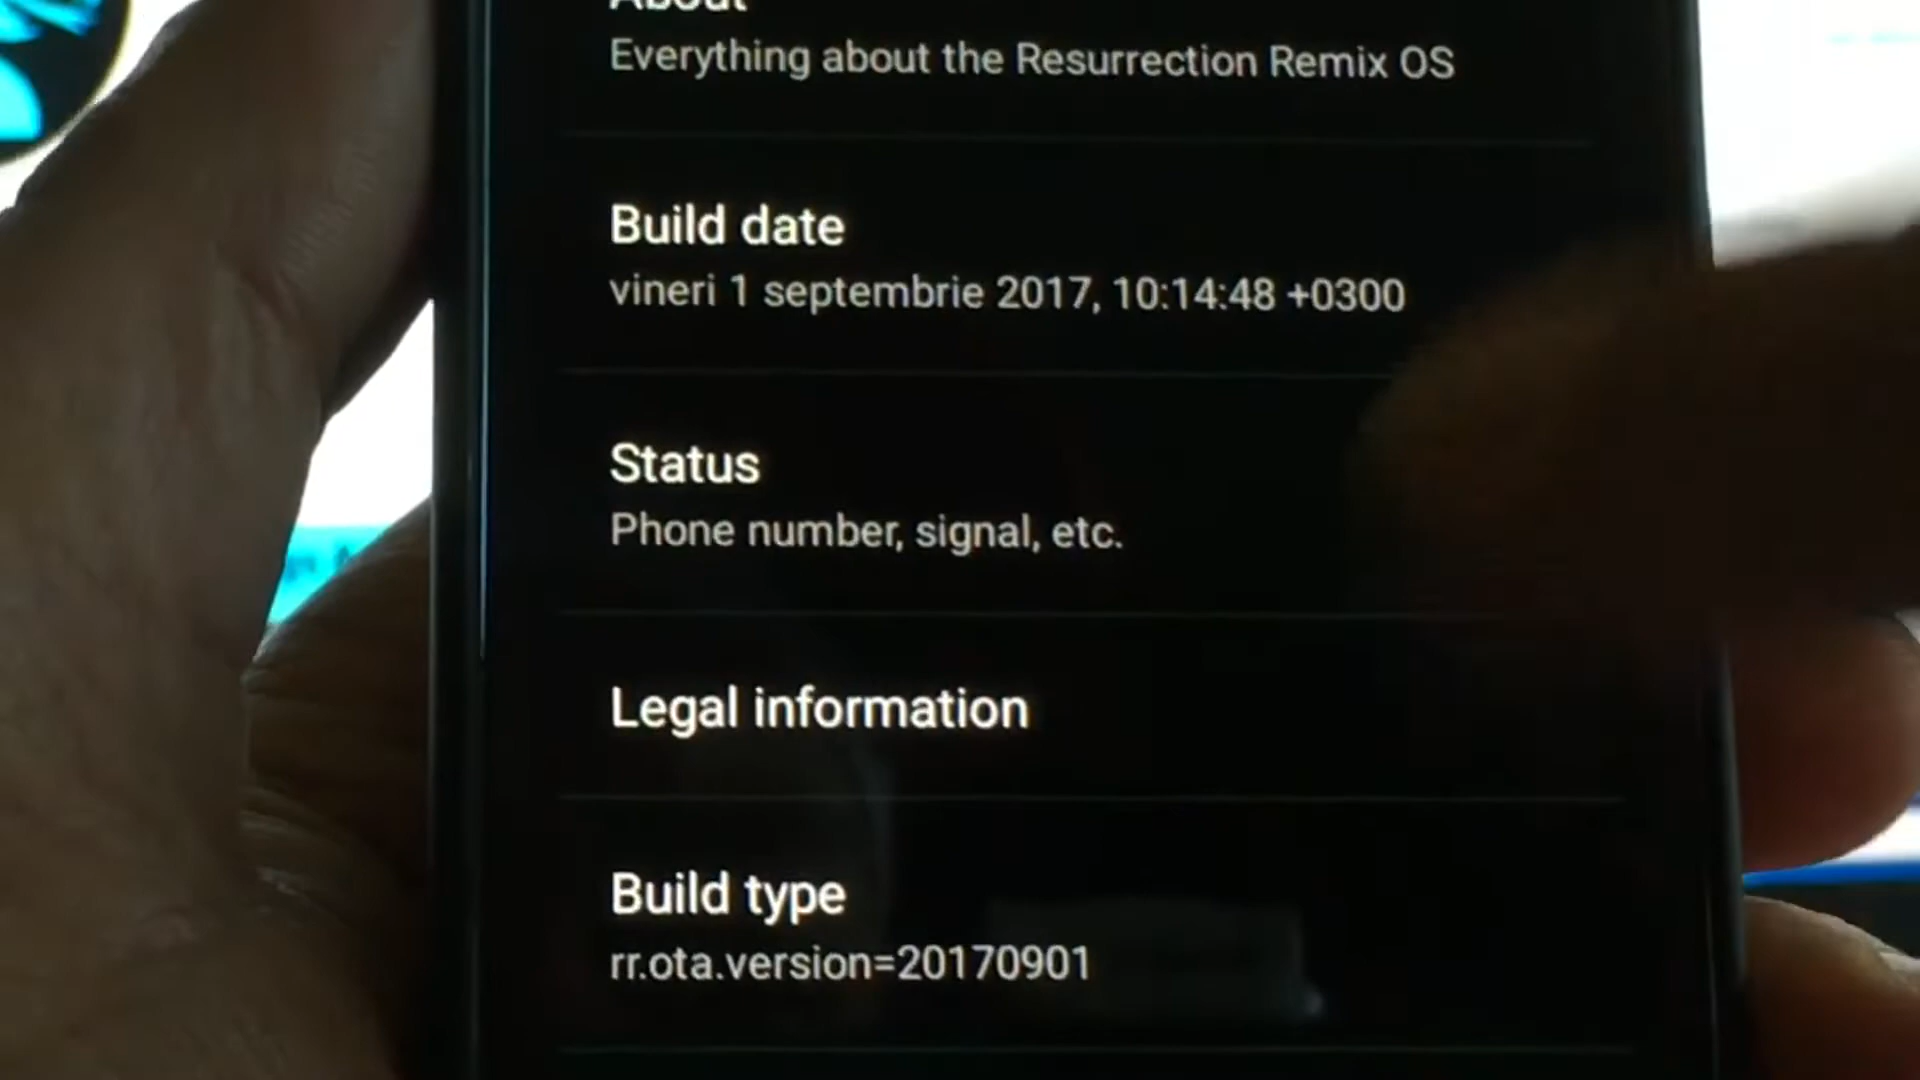 About
Everything about the Resurrection Remix OS
Build date
vineri 1 septembrie 2017, 10:14:48 +0300
Status
Phone number, signal, etc.
Legal information
Build type
rr.ota.version=20170901